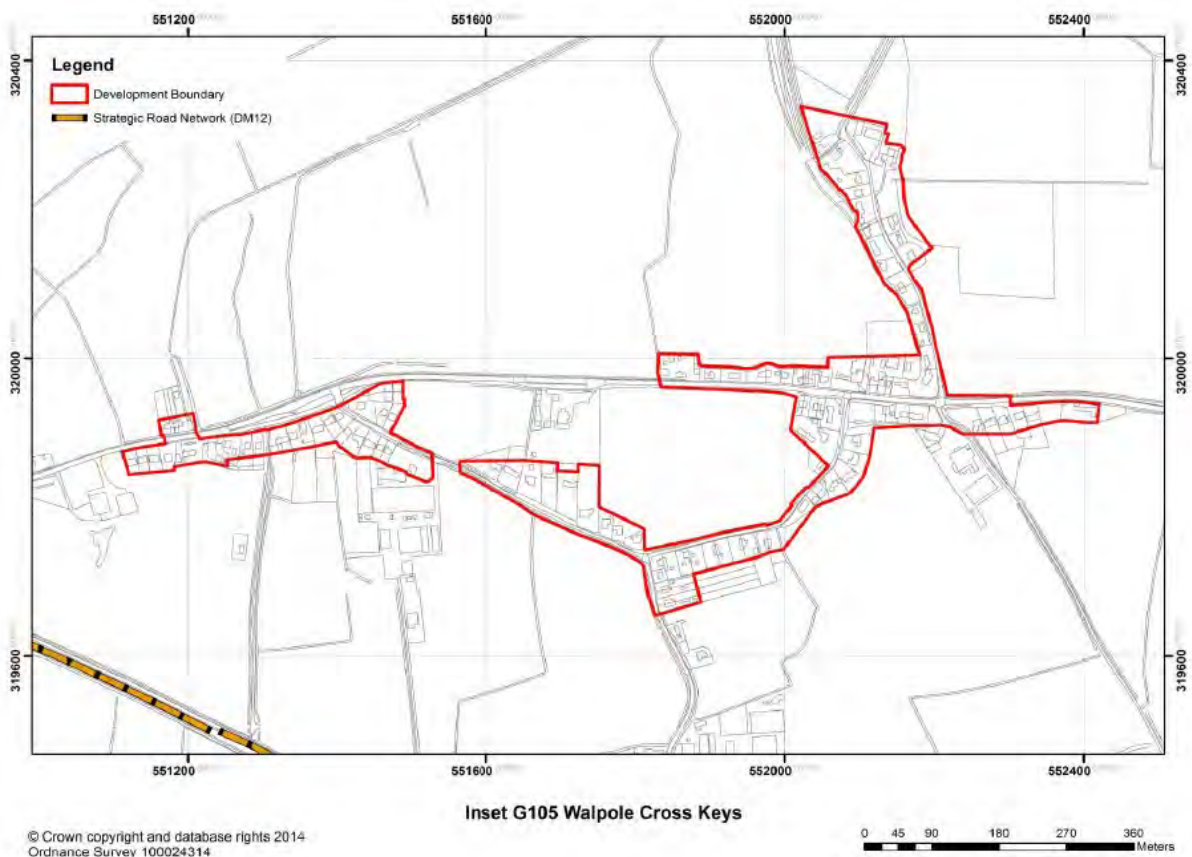 551200 551600 552000 552400
320400 320400
Legend
Development Boundary
Strategic Road Network (DM12)
320000 320000
319600 319600
551200 551600 552000 552400
Inset G105 Walpole Cross Keys
© Crown copyright and database rights 2014
Ordnance Survey 100024314
0 45 90 180 270 360
Meters